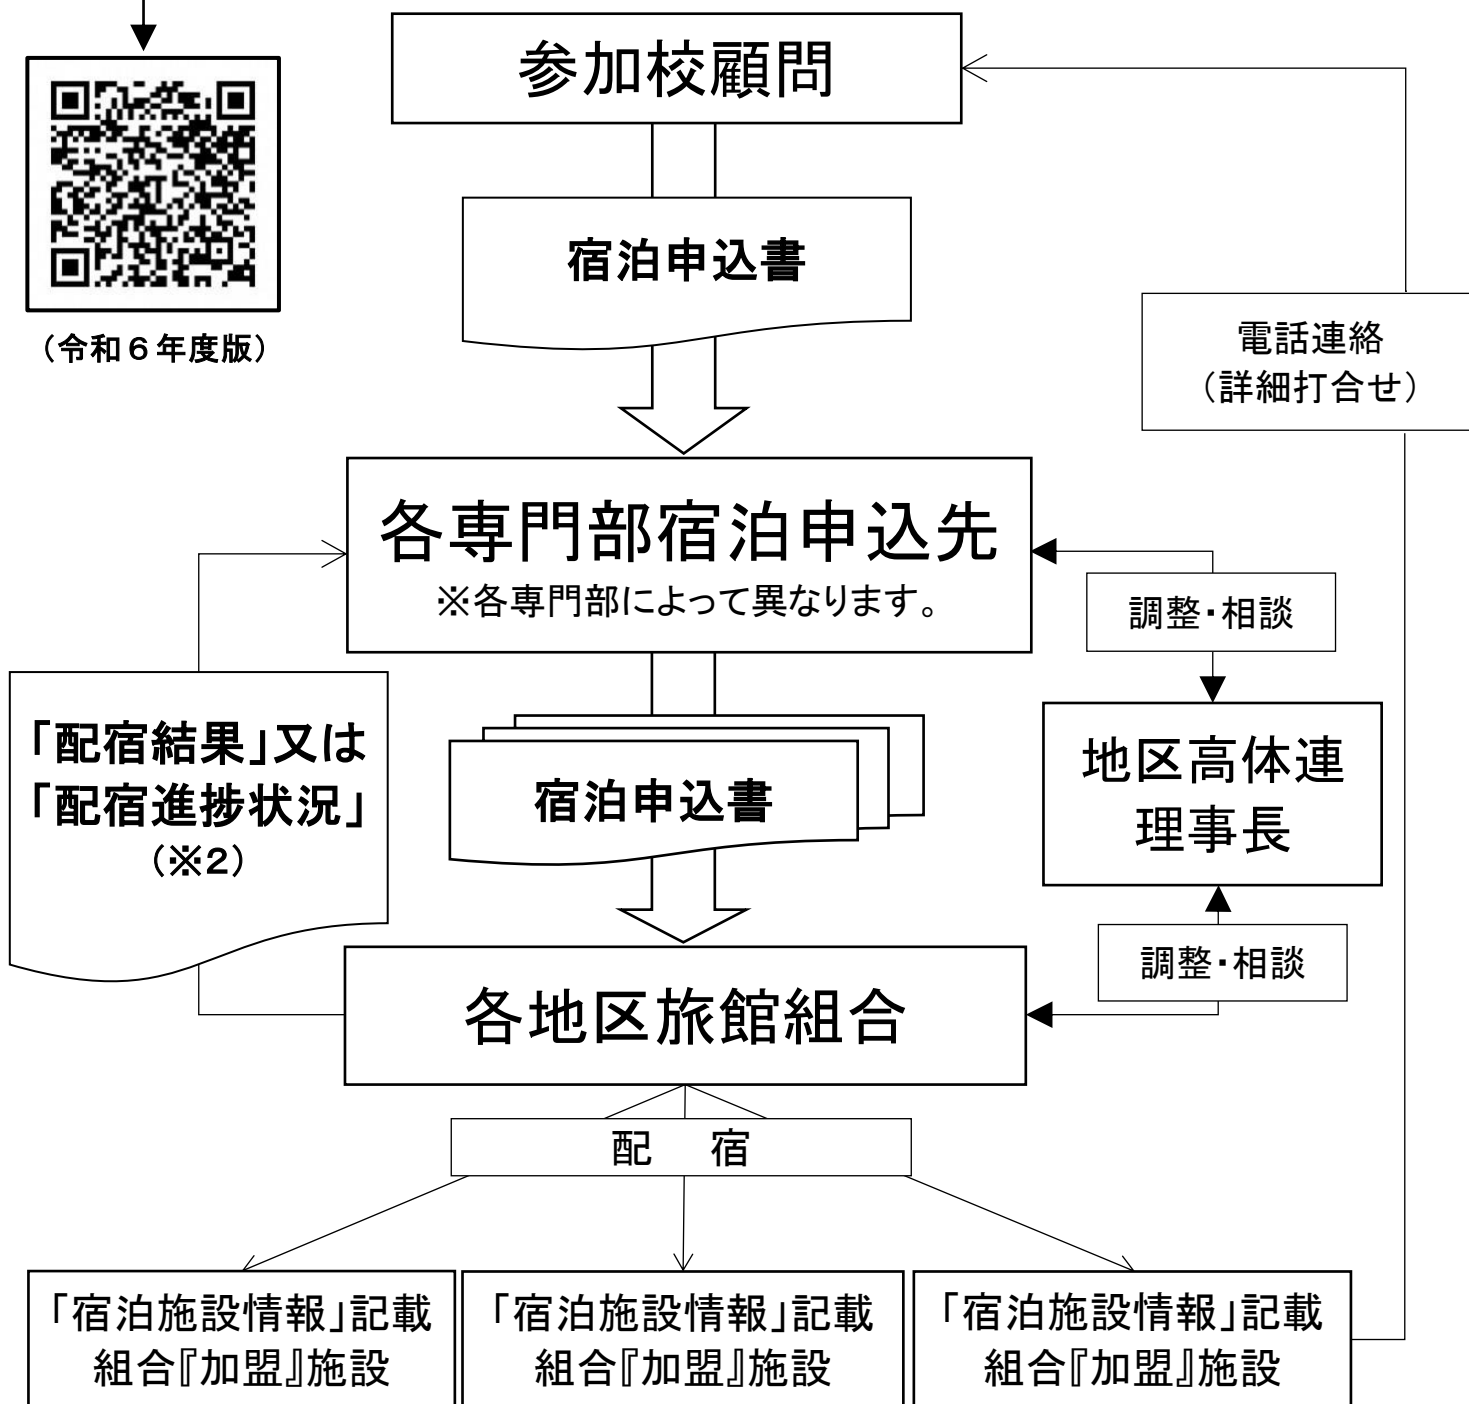 参加校顧問
宿泊申込書
(令和６年度版)
電話連絡
(詳細打合せ)
各専門部宿泊申込先
※各専門部によって異なります。
調整・相談
「配宿結果」又は
「配宿進捗状況」
(※2)
宿泊申込書
地区高体連
理事長
調整・相談
各地区旅館組合
配　宿
「宿泊施設情報」記載
組合『加盟』施設
「宿泊施設情報」記載
組合『加盟』施設
「宿泊施設情報」記載
組合『加盟』施設